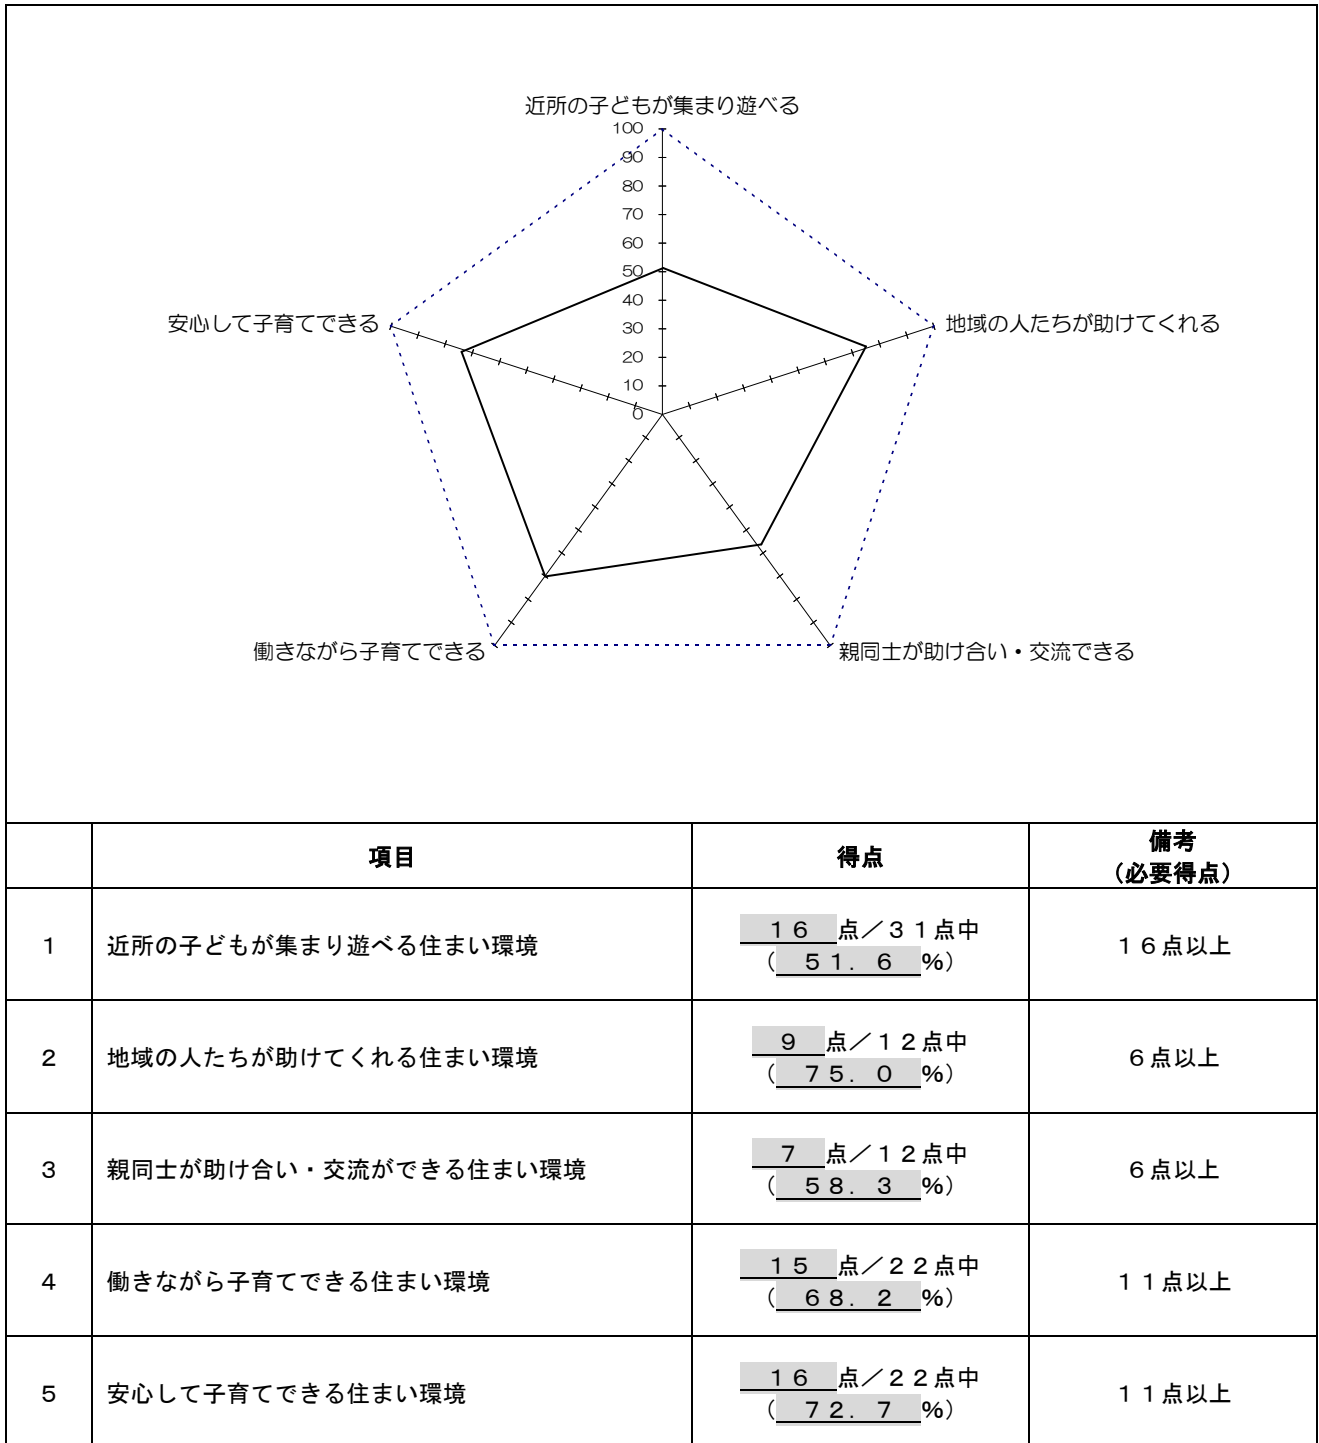 近所の子どもが集まり遊べる
100
90
80
70
60
50
40
30
20
10
0
安心して子育てできる
地域の人たちが助けてくれる
働きながら子育てできる
親同士が助け合い・交流できる
項目 得点 備考
（必要得点）
1 近所の子どもが集まり遊べる住まい環境 １６ 点／３１点中 １６点以上
（ ５１．６ %）
2 地域の人たちが助けてくれる住まい環境 ９ 点／１２点中 ６点以上
（ ７５．０ %）
3 親同士が助け合い・交流ができる住まい環境 ７ 点／１２点中 ６点以上
（ ５８．３ %）
4 働きながら子育てできる住まい環境 １５ 点／２２点中 １１点以上
（ ６８．２ %）
5 安心して子育てできる住まい環境 １６ 点／２２点中 １１点以上
（ ７２．７ %）